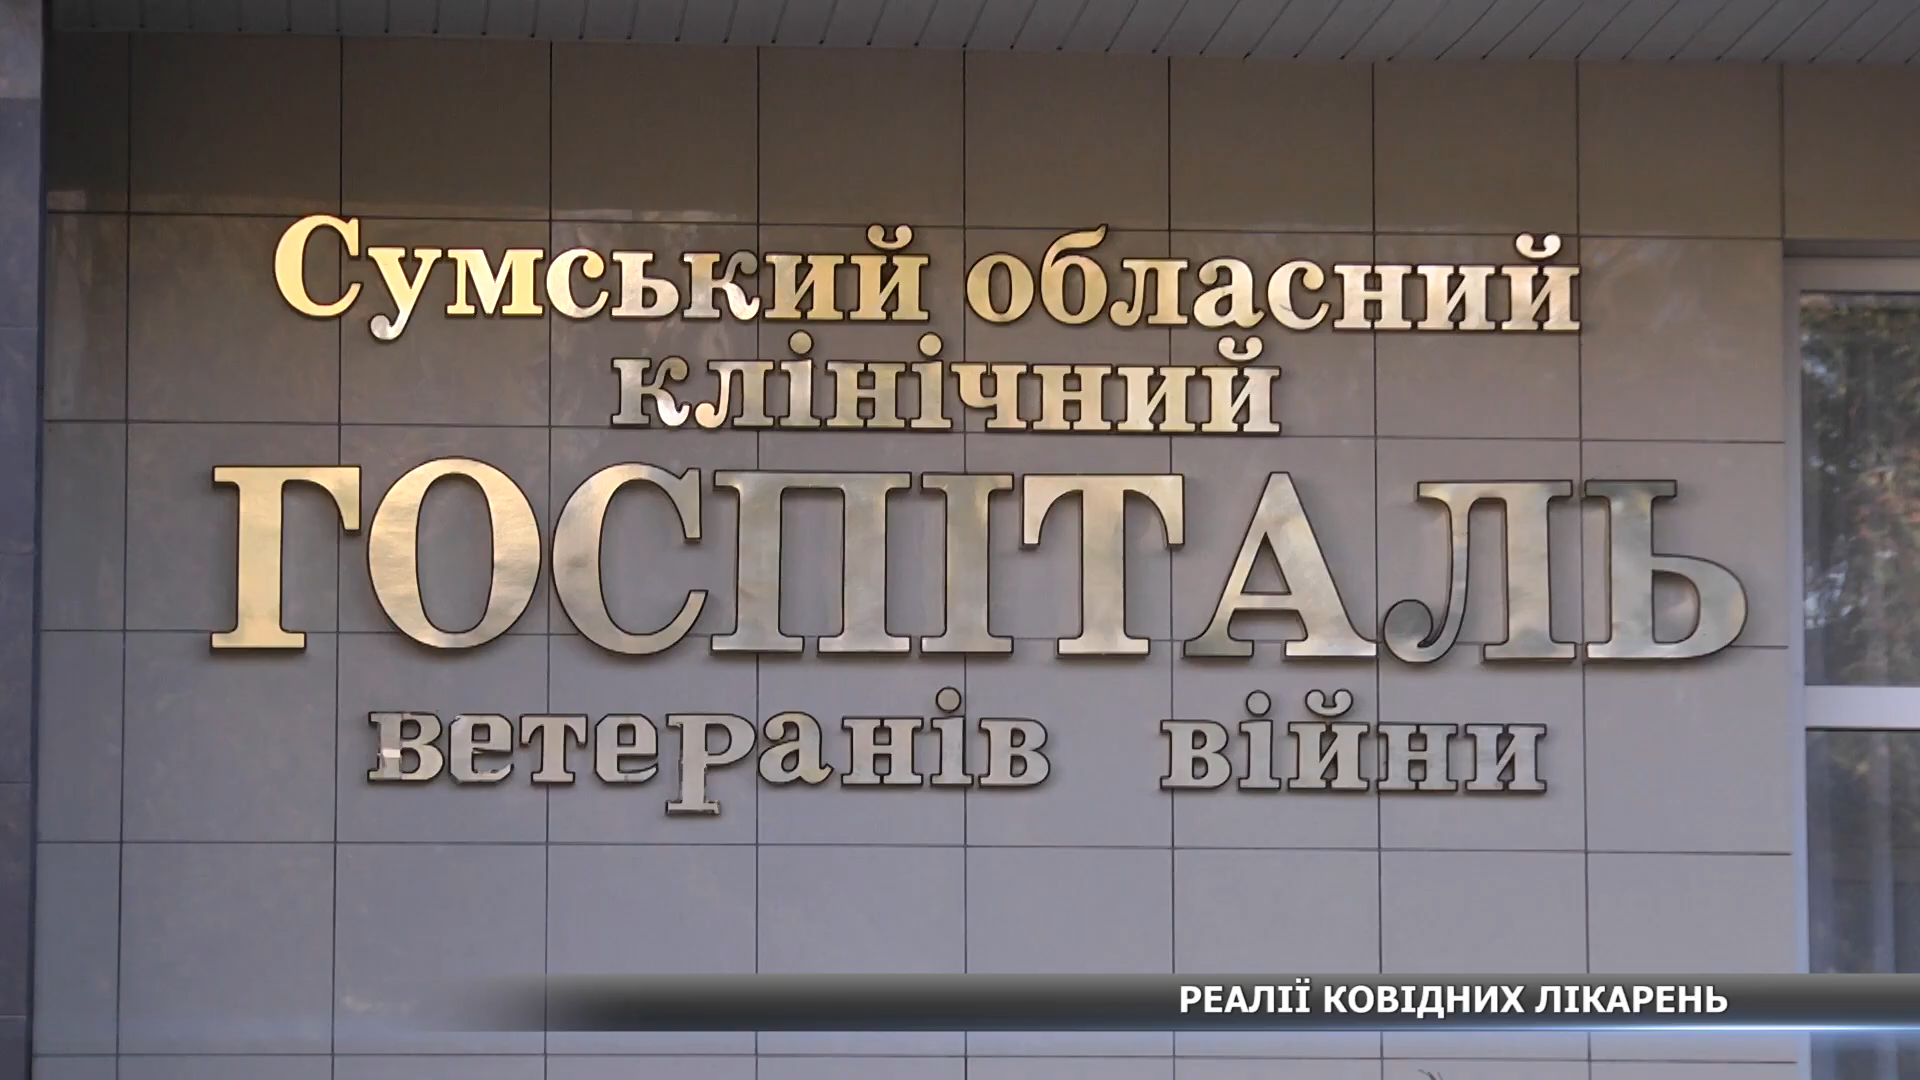 Сумський обласний
клінічний
ГОСПІТАЛЬ
ветеранів війни
РЕАЛІЇ КОВІДНИХ ЛІКАРЕНЬ